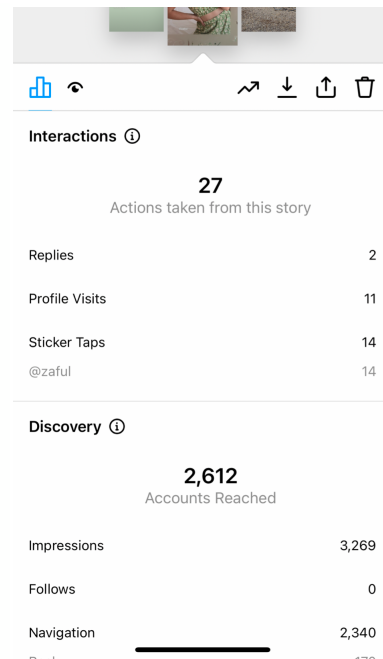 Interactions
27
Actions taken from this story
Replies 2
Profile Visits 11
Sticker Taps 14
@zaful 14
Discovery
2,612
Accounts Reached
Impressions 3,269
Follows 0
Navigation 2,340